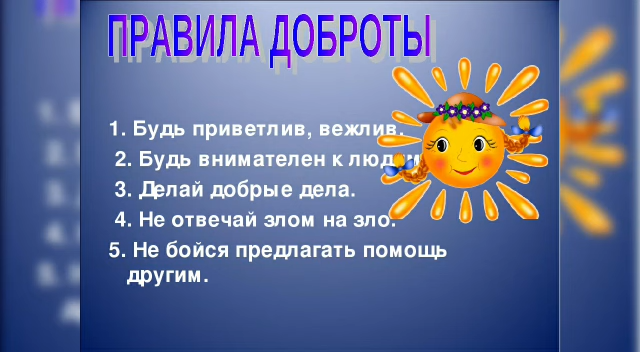 ПРАВИЛА ДОБРОТЫ
1. Будь приветлив, вежлив.
2. Будь внимателен к людям
3. Делай добрые дела.
4. Не отвечай злом на зло.
5. Не бойся предлагать помощь
другим.